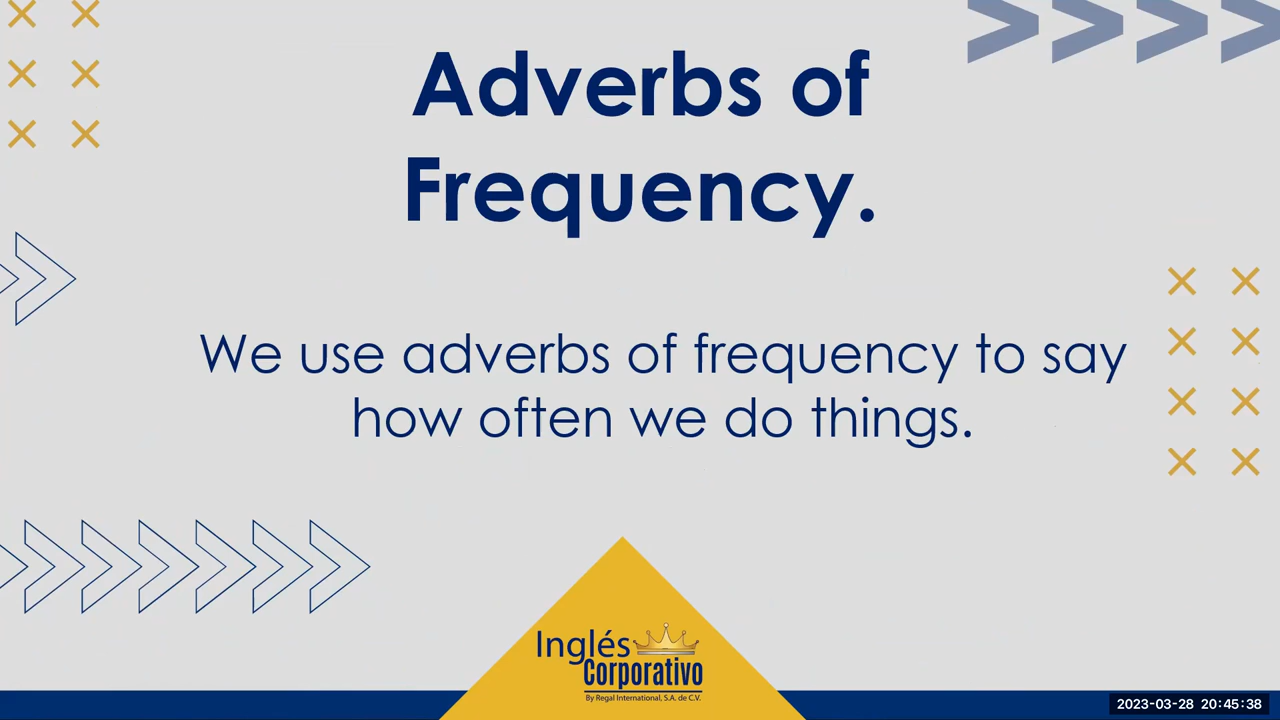 Adverbs of
Frequency.
We use adverbs of frequency to say
how often we do things.
Inglés
Corporativo
By Regal International, S.A. de C.V.
2023-03-28 20:45:38